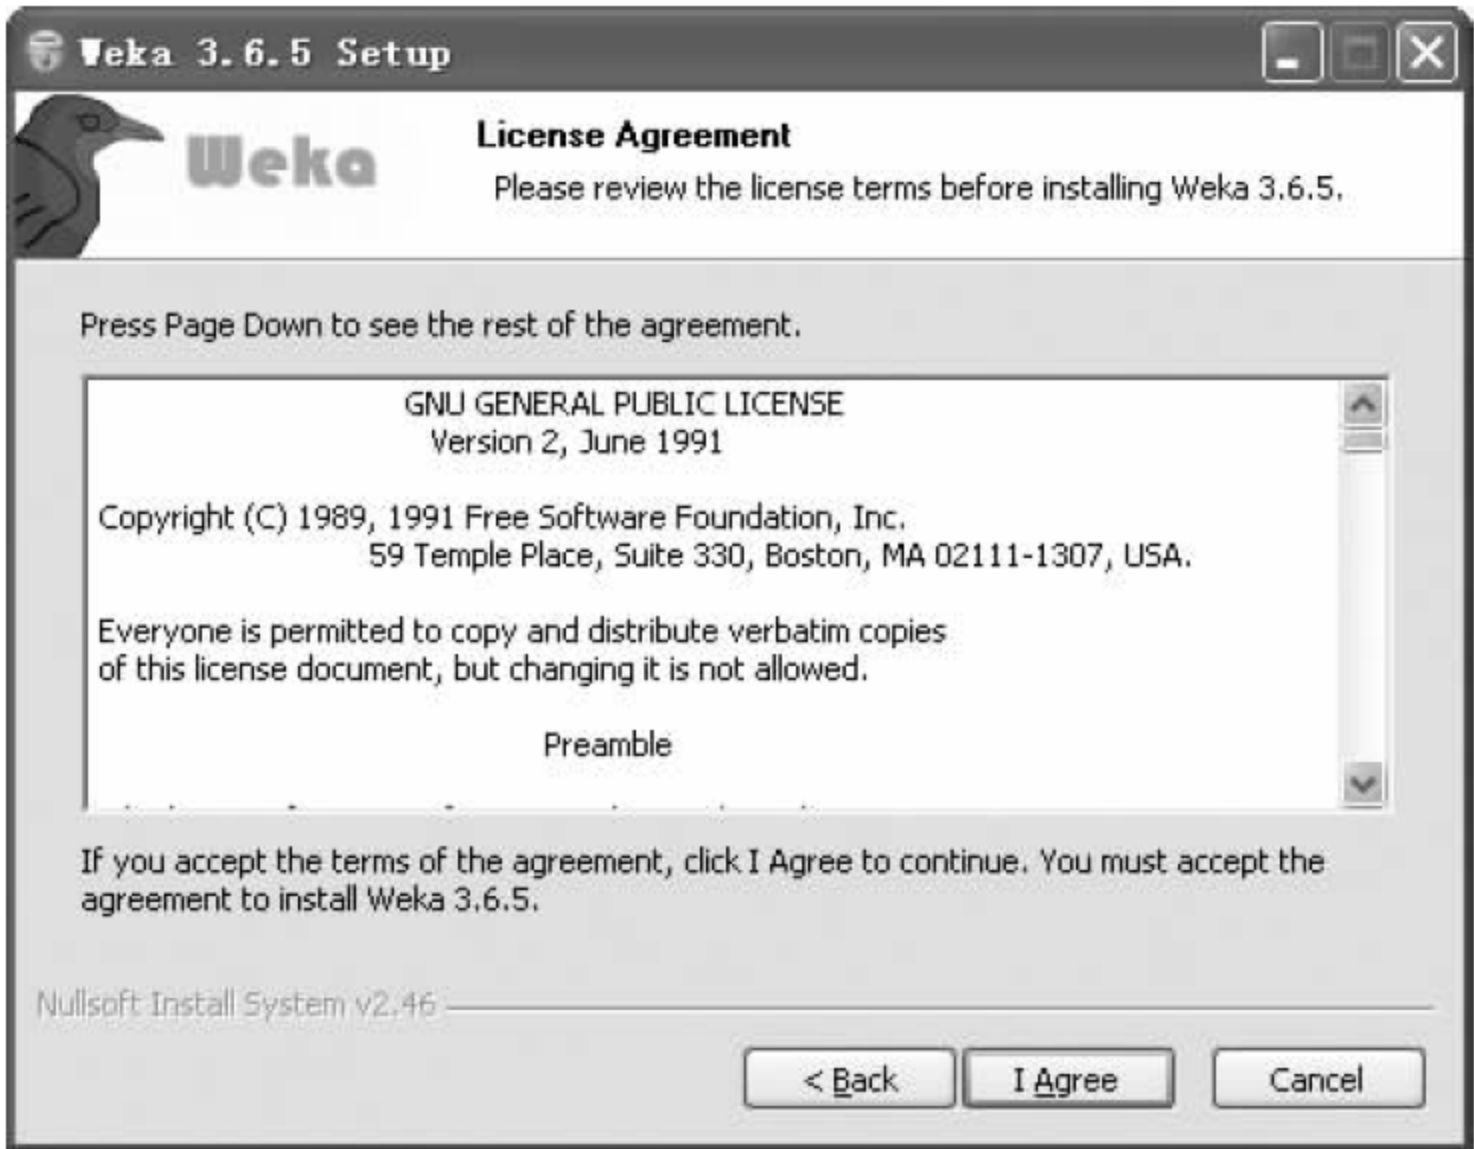 Weka 3.6.5 Setup
Weka
License Agreement
Please review the license terms before installing Weka 3.6.5.
Press Page Down to see the rest of the agreement.
GNU GENERAL PUBLIC LICENSE
Version 2, June 1991
Copyright (C) 1989, 1991 Free Software Foundation, Inc.
59 Temple Place, Suite 330, Boston, MA 02111-1307, USA.
Everyone is permitted to copy and distribute verbatim copies
of this license document, but changing it is not allowed.
Preamble
If you accept the terms of the agreement, click I Agree to continue. You must accept the
agreement to install Weka 3.6.5.
Nullsoft Install System v2.46
< Back
I Agree
Cancel